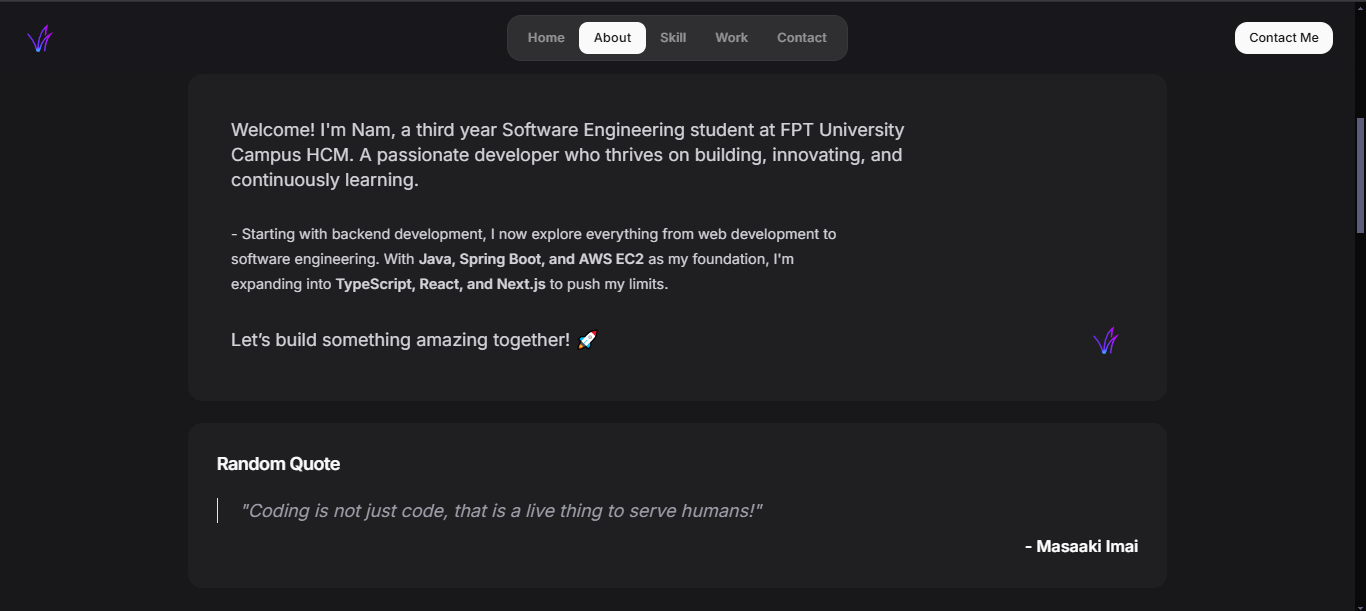 Home About Skill Work Contact Contact Me
Welcome! I'm Nam, a third year Software Engineering student at FPT University
Campus HCM. A passionate developer who thrives on building, innovating, and
continuously learning.
- Starting with backend development, I now explore everything from web development to
software engineering. With Java, Spring Boot, and AWS EC2 as my foundation, I'm
expanding into TypeScript, React, and Next.js to push my limits.
Let’s build something amazing together! 🚀
Random Quote
"Coding is not just code, that is a live thing to serve humans!"
- Masaaki Imai